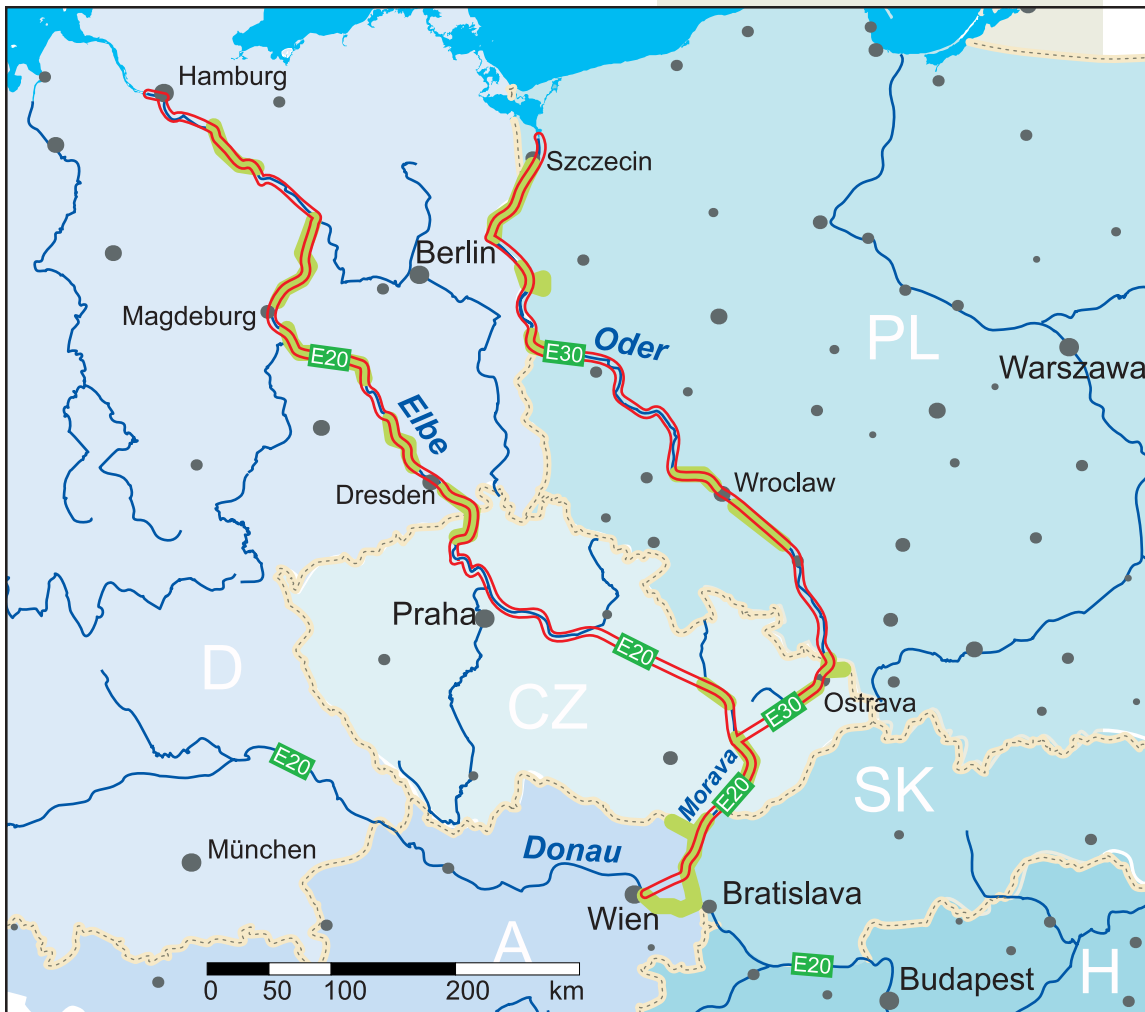 Hamburg
Szczecin
Berlin
Magdeburg
E20
E30
Oder
PL
Warszawa
Elbe
Dresden
Wroclaw
Praha
E20
D
CZ
E30
Ostrava
E20
Morava
E20
SK
München
Donau
Wien
Bratislava
A
E20
H
Budapest
0 50 100 200 km